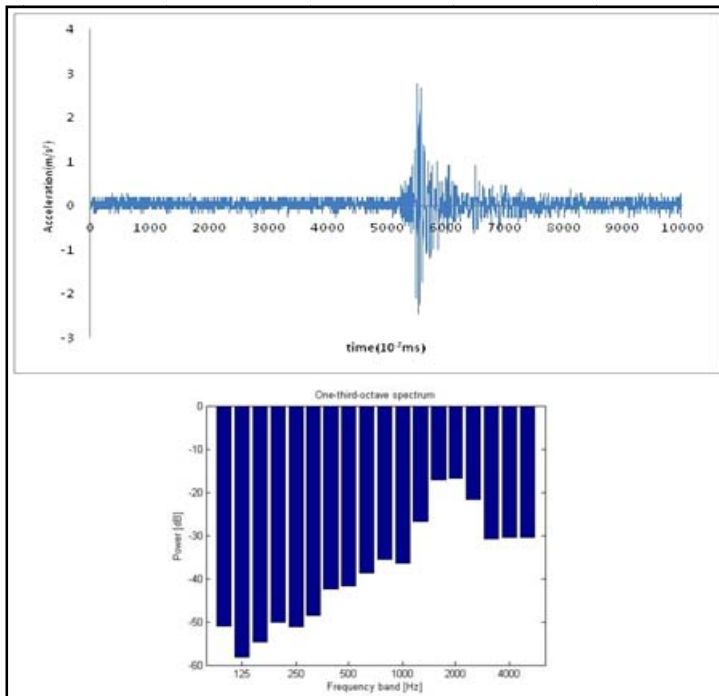 4
3
2
1
0
-1
-2
-3
Acceleration(m/s²)
0 1000 2000 3000 4000 5000 6000 7000 8000 9000 10000
time(10⁻²ms)
One-third-octave spectrum
0
-10
-20
-30
-40
-50
-60
Power [dB]
125 250 500 1000 2000 4000
Frequency band [Hz]